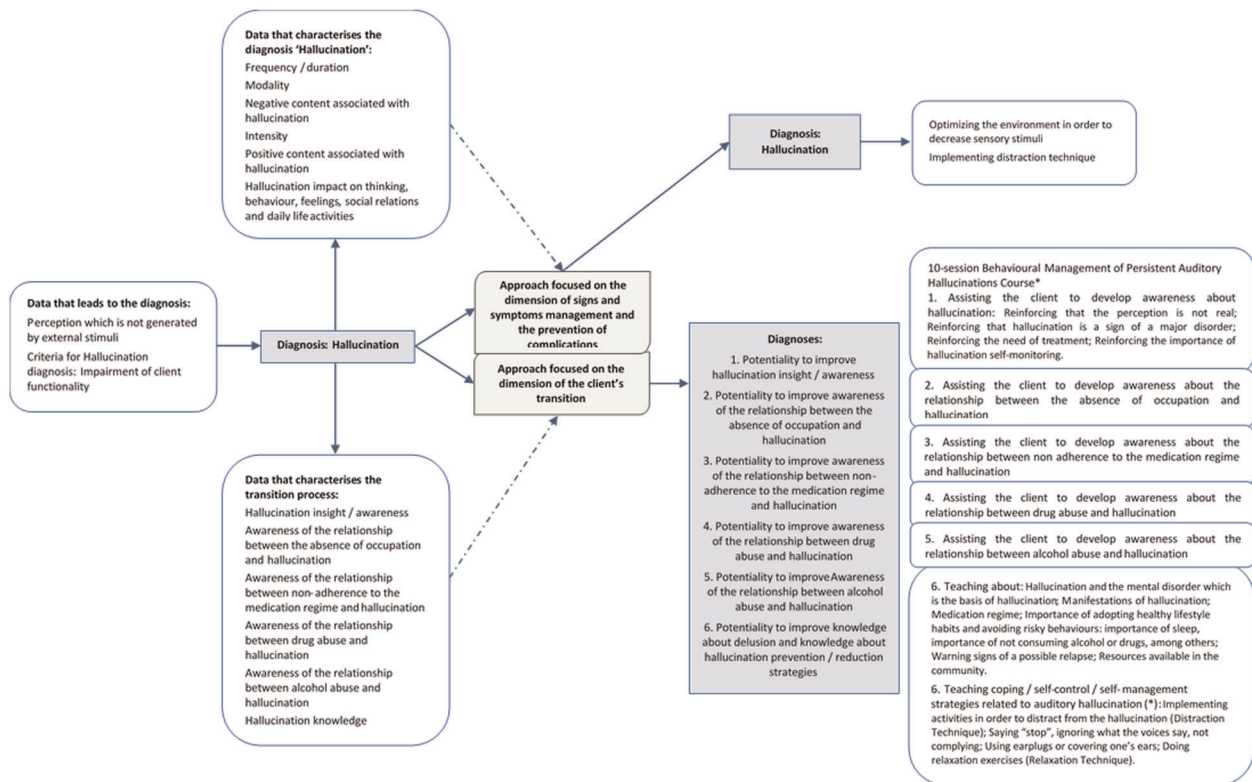 Data that leads to the diagnosis:
Perception which is not generated
by external stimuli
Criteria for Hallucination
diagnosis: Impairment of client
functionality
Data that characterises the
diagnosis ‘Hallucination’:
Frequency / duration
Modality
Negative content associated with
hallucination
Intensity
Positive content associated with
hallucination
Hallucination impact on thinking,
behaviour, feelings, social relations
and daily life activities
Diagnosis: Hallucination
Data that characterises the
transition process:
Hallucination insight / awareness
Awareness of the relationship
between the absence of occupation
and hallucination
Awareness of the relationship
between non-adherence to the
medication regime and hallucination
Awareness of the relationship
between drug abuse and
hallucination
Awareness of the relationship
between alcohol abuse and
hallucination
Hallucination knowledge
Approach focused on the
dimension of signs and
symptoms management and
the prevention of
complications
Approach focused on the
dimension of the client’s
transition
Diagnosis:
Hallucination
Optimizing the environment in order to
decrease sensory stimuli
Implementing distraction technique
Diagnoses:
1. Potentiality to improve
hallucination insight / awareness
2. Potentiality to improve awareness
of the relationship between the
absence of occupation and
hallucination
3. Potentiality to improve awareness
of the relationship between non-
adherence to the medication regime
and hallucination
4. Potentiality to improve awareness
of the relationship between drug
abuse and hallucination
5. Potentiality to improve Awareness
of the relationship between alcohol
abuse and hallucination
6. Potentiality to improve knowledge
about delusion and knowledge about
hallucination prevention / reduction
strategies
10-session Behavioural Management of Persistent Auditory
Hallucinations Course*
1. Assisting the client to develop awareness about
hallucination: Reinforcing that the perception is not real;
Reinforcing that hallucination is a sign of a major disorder;
Reinforcing the need of treatment; Reinforcing the importance of
hallucination self-monitoring.
2. Assisting the client to develop awareness about the
relationship between the absence of occupation and
hallucination
3. Assisting the client to develop awareness about the
relationship between non adherence to the medication regime
and hallucination
4. Assisting the client to develop awareness about the
relationship between drug abuse and hallucination
5. Assisting the client to develop awareness about the
relationship between alcohol abuse and hallucination
6. Teaching about: Hallucination and the mental disorder which
is the basis of hallucination; Manifestations of hallucination;
Medication regime; Importance of adopting healthy lifestyle
habits and avoiding risky behaviours: importance of sleep,
importance of not consuming alcohol or drugs, among others;
Warning signs of a possible relapse; Resources available in the
community.
6. Teaching coping / self-control / self-management
strategies related to auditory hallucination (*): Implementing
activities in order to distract from the hallucination (Distraction
Technique); Saying “stop”, ignoring what the voices say, not
complying; Using earplugs or covering one’s ears; Doing
relaxation exercises (Relaxation Technique).